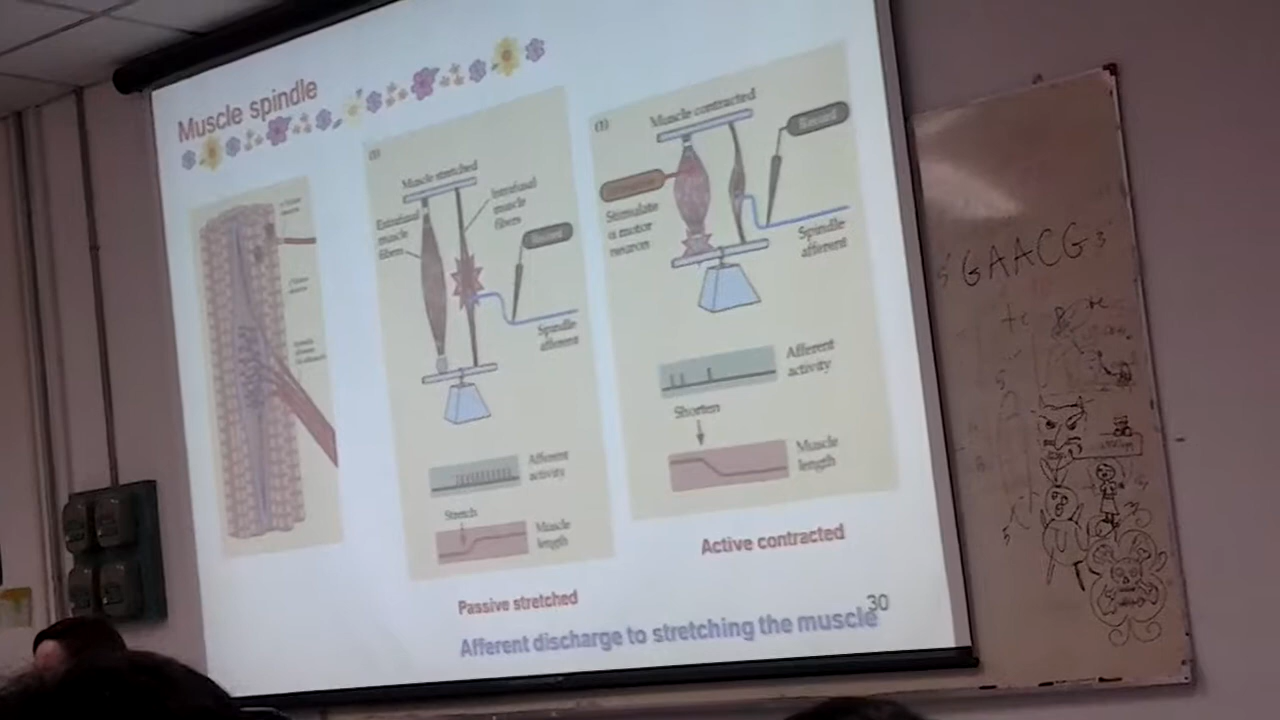 Muscle spindle
Muscle stretched
Extrafusal
muscle
fibers
Intrafusal
muscle
fibers
Record
Spindle
afferent
Afferent
activity
Stretch
Muscle
length
Passive stretched
Muscle contracted
Record
Stimulate
α motor
neuron
Spindle
afferent
Afferent
activity
Shorten
Muscle
length
Active contracted
Afferent discharge to stretching the muscle
30
5' GAACG 3'